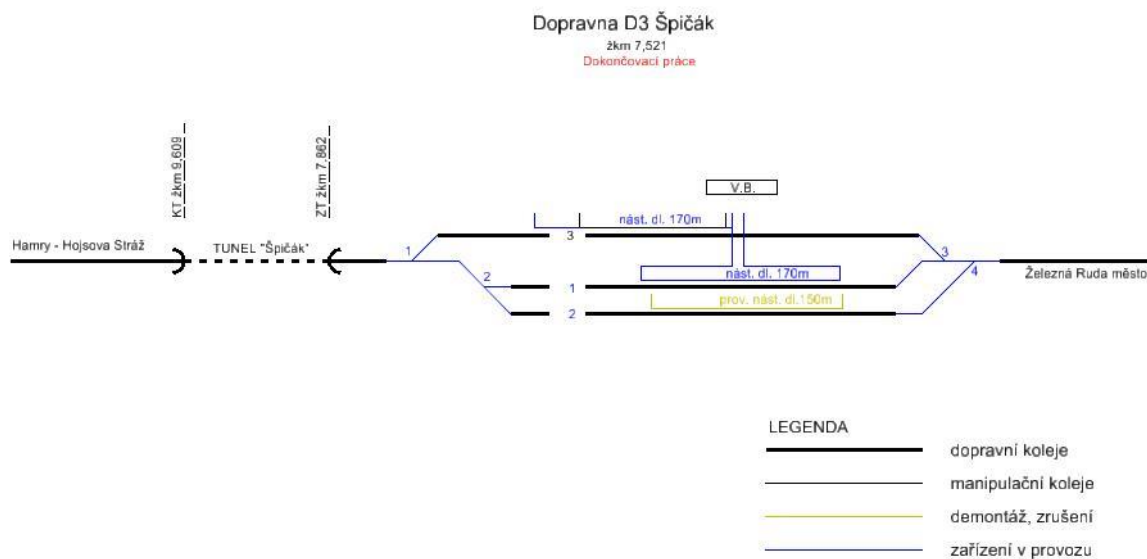 Dopravna D3 Špičák
žkm 7,521
Dokončovací práce
KT žkm 9,609
ZT žkm 7,862
V.B.
nást. dl. 170m
Hamry - Hojsova Stráž
TUNEL "Špičák"
1
3
3
2
nást. dl. 170m
4
Železná Ruda město
1
prov. nást. dl.150m
2
LEGENDA
dopravní koleje
manipulační koleje
demontáž, zrušení
zařízení v provozu